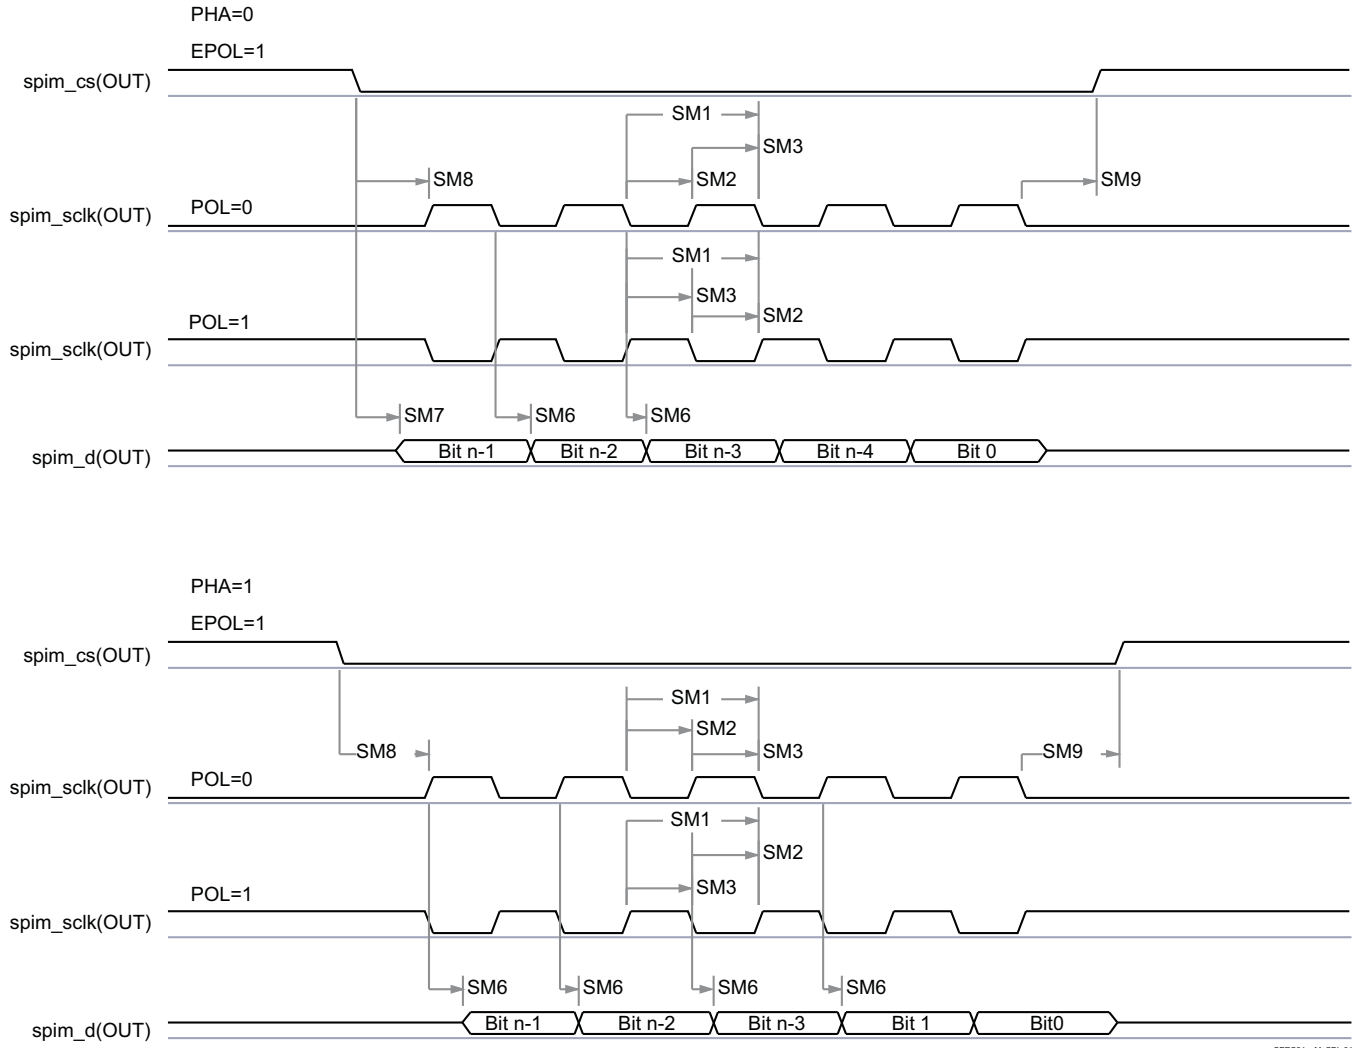 PHA=0
EPOL=1
spim_cs(OUT)
SM1
SM3
SM8
SM2
SM9
POL=0
spim_sclk(OUT)
SM1
SM3
SM2
POL=1
spim_sclk(OUT)
SM7
SM6
SM6
spim_d(OUT)
Bit n-1
Bit n-2
Bit n-3
Bit n-4
Bit 0
PHA=1
EPOL=1
spim_cs(OUT)
SM1
SM2
SM8
SM3
SM9
POL=0
spim_sclk(OUT)
SM1
SM2
SM3
POL=1
spim_sclk(OUT)
SM6
SM6
SM6
SM6
spim_d(OUT)
Bit n-1
Bit n-2
Bit n-3
Bit 1
Bit0